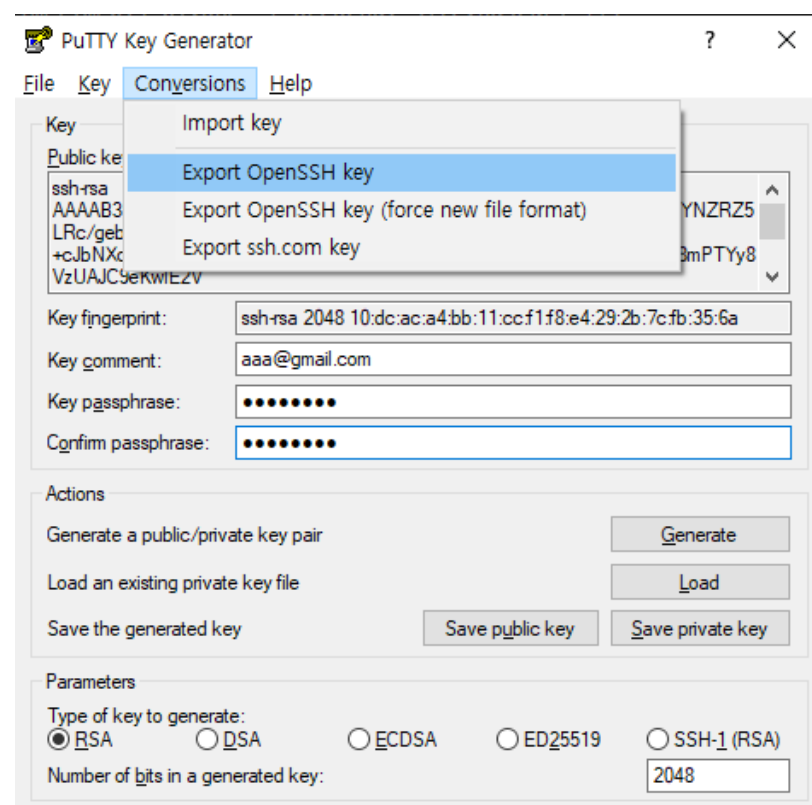 PuTTY Key Generator
?
File Key Conversions Help
Import key
Export OpenSSH key
Export OpenSSH key (force new file format)
Export ssh.com key
Key
Public ke
ssh-rsa
AAAAB3 YNZRZ5
LRc/geb
+cJbNXc 3mPTYy8
VzUAJC9eKwIE2V
Key fingerprint: ssh-rsa 2048 10:dc:ac:a4:bb:11:cc:f1:f8:e4:29:2b:7c:fb:35:6a
Key comment: aaa@gmail.com
Key passphrase: ●●●●●●●●
Confirm passphrase: ●●●●●●●●
Actions
Generate a public/private key pair Generate
Load an existing private key file Load
Save the generated key Save public key Save private key
Parameters
Type of key to generate:
RSA DSA ECDSA ED25519 SSH-1 (RSA)
Number of bits in a generated key: 2048